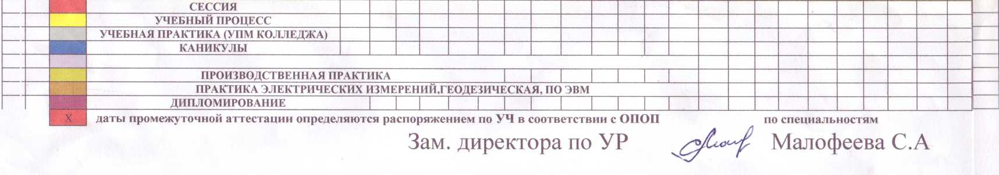 СЕССИЯ
УЧЕБНЫЙ ПРОЦЕСС
УЧЕБНАЯ ПРАКТИКА (УПМ КОЛЛЕДЖА)
КАНИКУЛЫ
ПРОИЗВОДСТВЕННАЯ ПРАКТИКА
ПРАКТИКА ЭЛЕКТРИЧЕСКИХ ИЗМЕРЕНИЙ,ГЕОДЕЗИЧЕСКАЯ, ПО ЭВМ
ДИПЛОМИРОВАНИЕ
Х даты промежуточной аттестации определяются распоряжением по УЧ в соответствии с ОПОП по специальностям
Зам. директора по УР Малофеева С.А